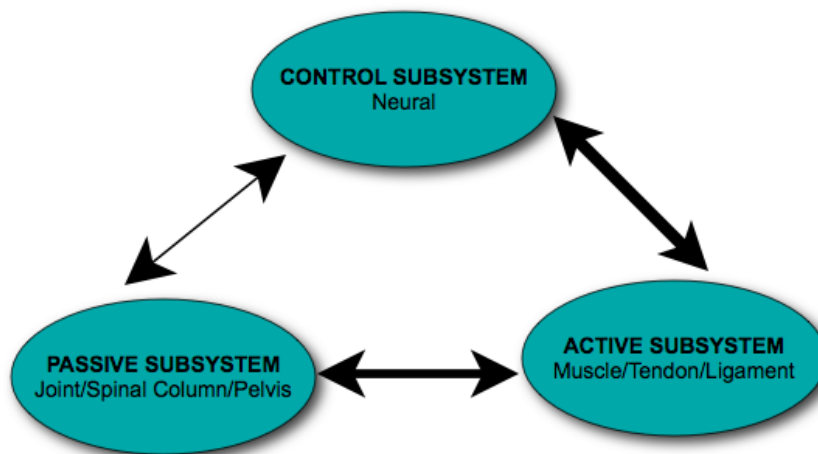 CONTROL SUBSYSTEM
Neural
PASSIVE SUBSYSTEM
Joint/Spinal Column/Pelvis
ACTIVE SUBSYSTEM
Muscle/Tendon/Ligament